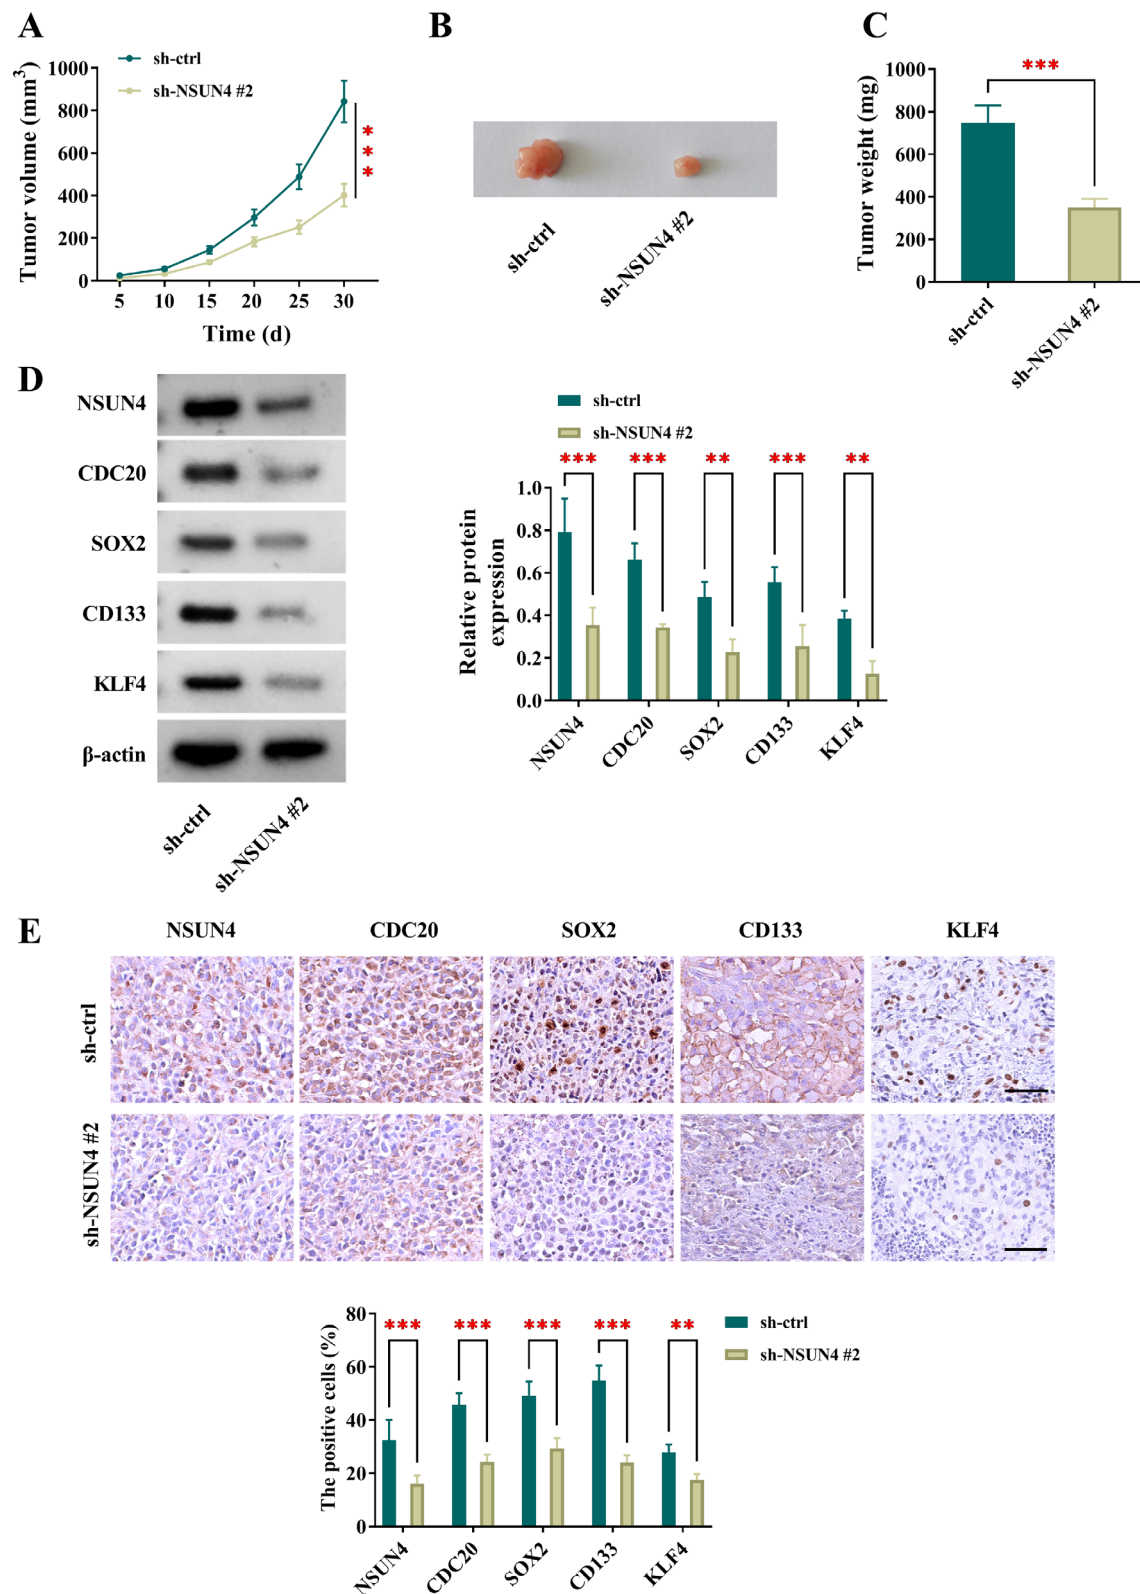 A
sh-ctrl
sh-NSUN4 #2
Tumor volume (mm³)
1000
800
600
400
200
0
5 10 15 20 25 30
Time (d)
***
B
sh-ctrl
sh-NSUN4 #2
C
Tumor weight (mg)
1000
800
600
400
200
0
***
sh-ctrl
sh-NSUN4 #2
D
NSUN4
CDC20
SOX2
CD133
KLF4
β-actin
sh-ctrl
sh-NSUN4 #2
sh-ctrl
sh-NSUN4 #2
*** *** ** *** **
Relative protein
expression
1.0
0.8
0.6
0.4
0.2
0.0
NSUN4
CDC20
SOX2
CD133
KLF4
E
NSUN4 CDC20 SOX2 CD133 KLF4
sh-ctrl
sh-NSUN4 #2
The positive cells (%)
80
60
40
20
0
*** *** *** *** **
sh-ctrl
sh-NSUN4 #2
NSUN4
CDC20
SOX2
CD133
KLF4